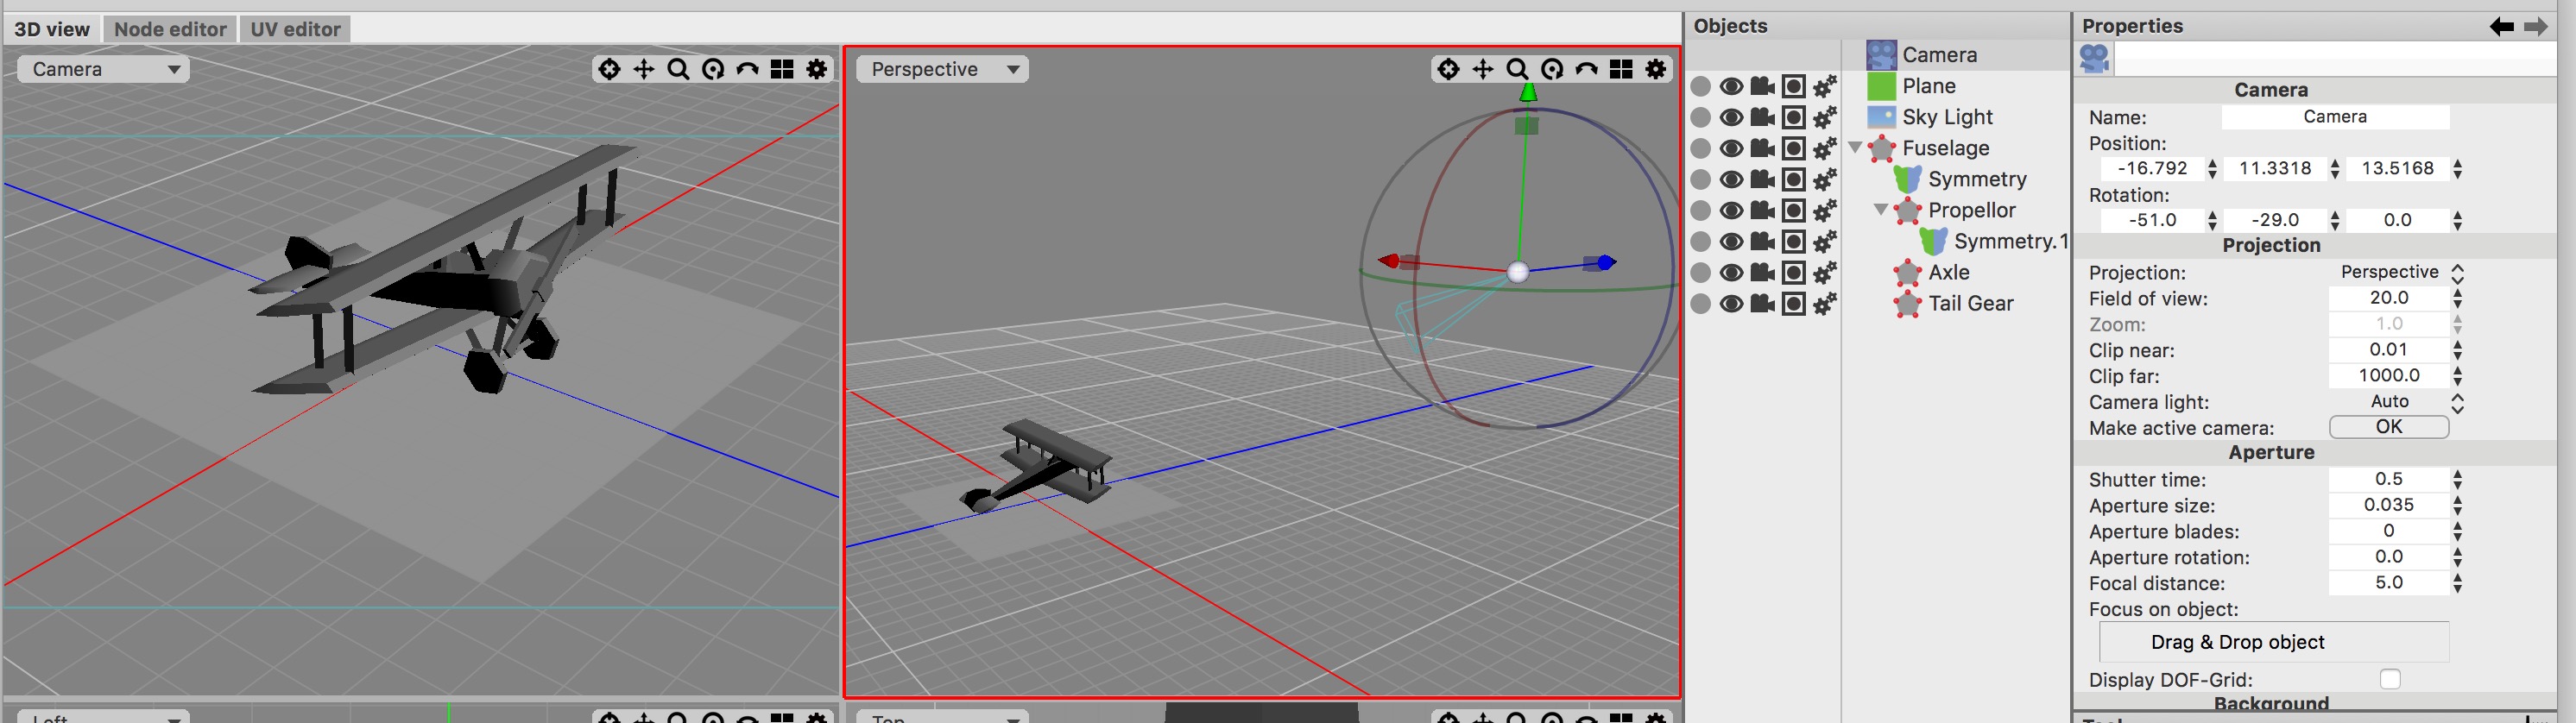 3D view Node editor UV editor
Camera
Perspective
Left
Top
Objects
Camera
Plane
Sky Light
Fuselage
Symmetry
Propellor
Symmetry.1
Axle
Tail Gear
Properties
Camera
Name: Camera
Position:
-16.792 11.3318 13.5168
Rotation:
-51.0 -29.0 0.0
Projection
Projection: Perspective
Field of view: 20.0
Zoom: 1.0
Clip near: 0.01
Clip far: 1000.0
Camera light: Auto
Make active camera: OK
Aperture
Shutter time: 0.5
Aperture size: 0.035
Aperture blades: 0
Aperture rotation: 0.0
Focal distance: 5.0
Focus on object:
Drag & Drop object
Display DOF-Grid:
Background